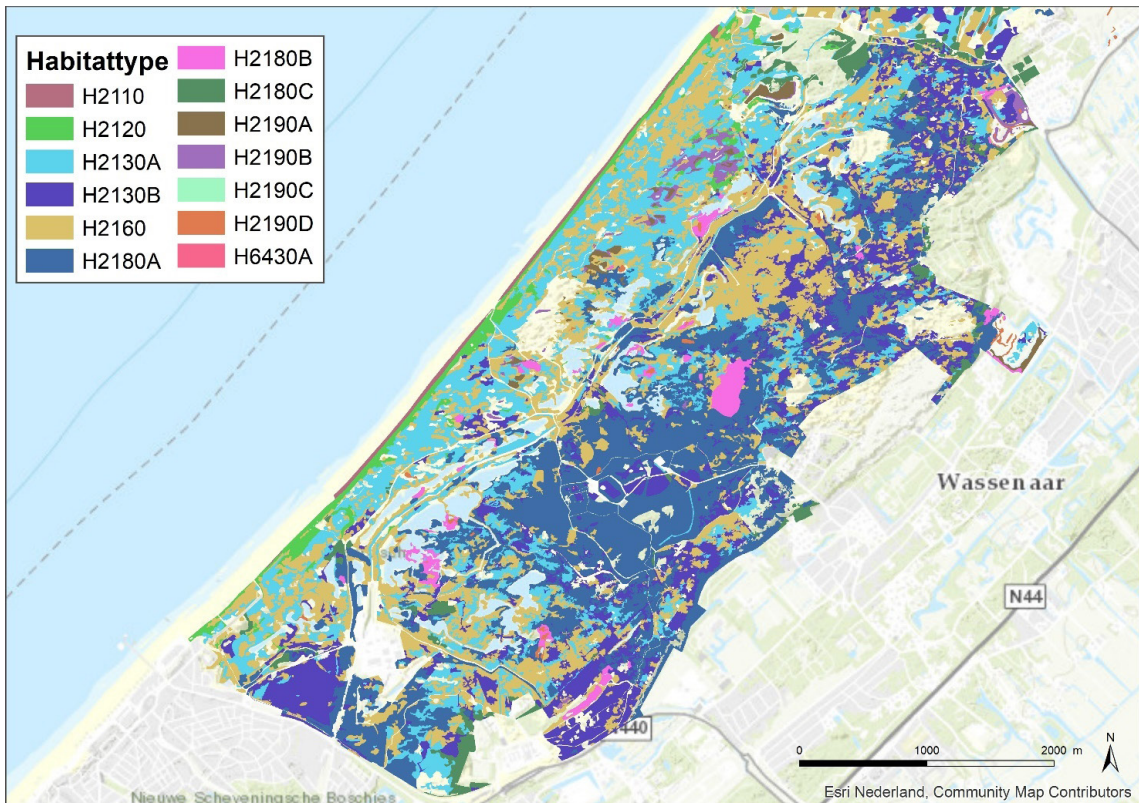 Habitattype
H2110
H2120
H2130A
H2130B
H2160
H2180A
H2180B
H2180C
H2190A
H2190B
H2190C
H2190D
H6430A
Wassenaar
N44
440
0 1000 2000 m
N
Esri Nederland, Community Map Contributors
Nieuwe Scheveningsche Boschjes